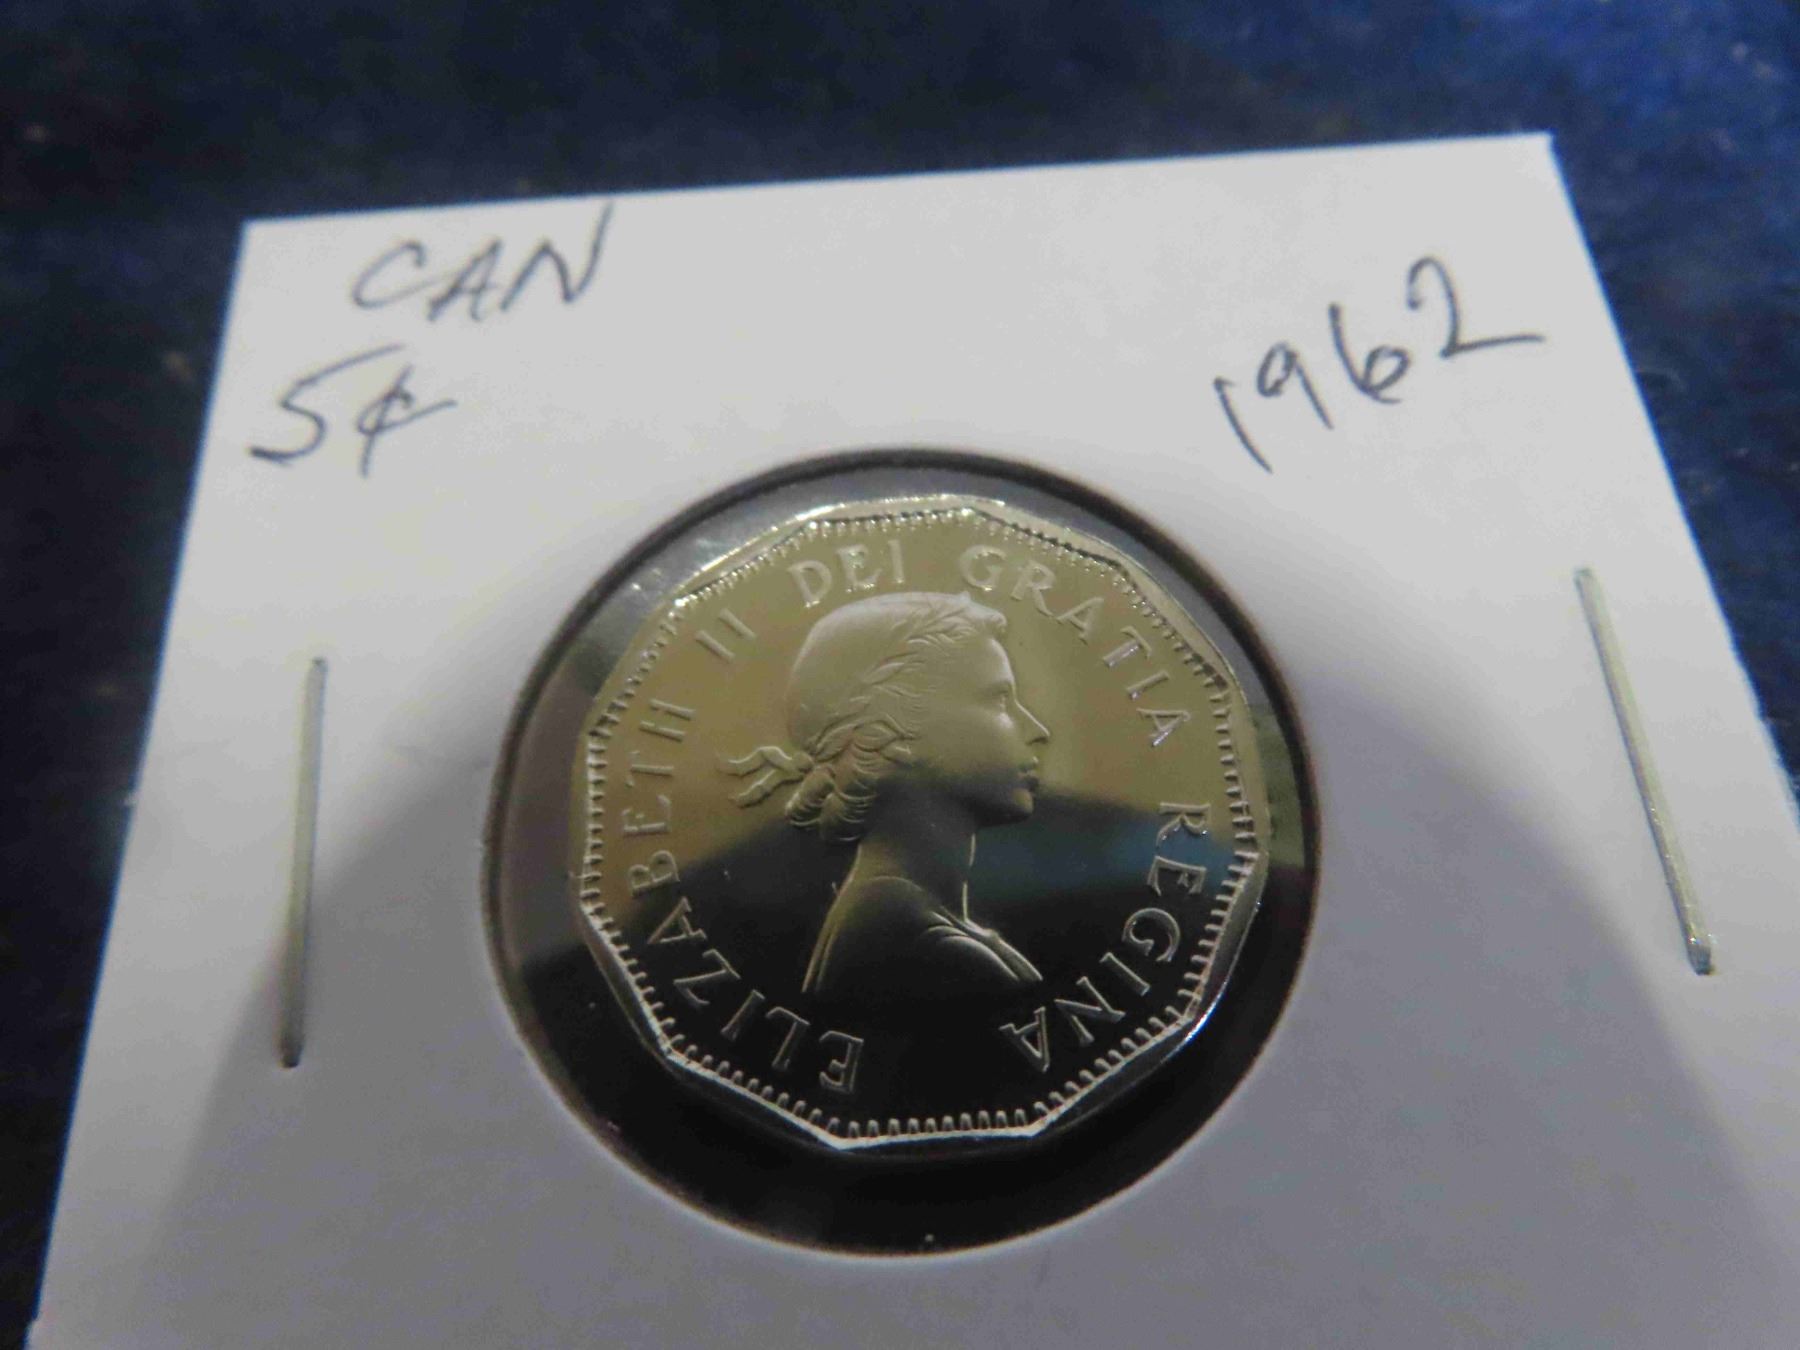 CAN
5¢
1962
ELIZABETH II DEI GRATIA REGINA